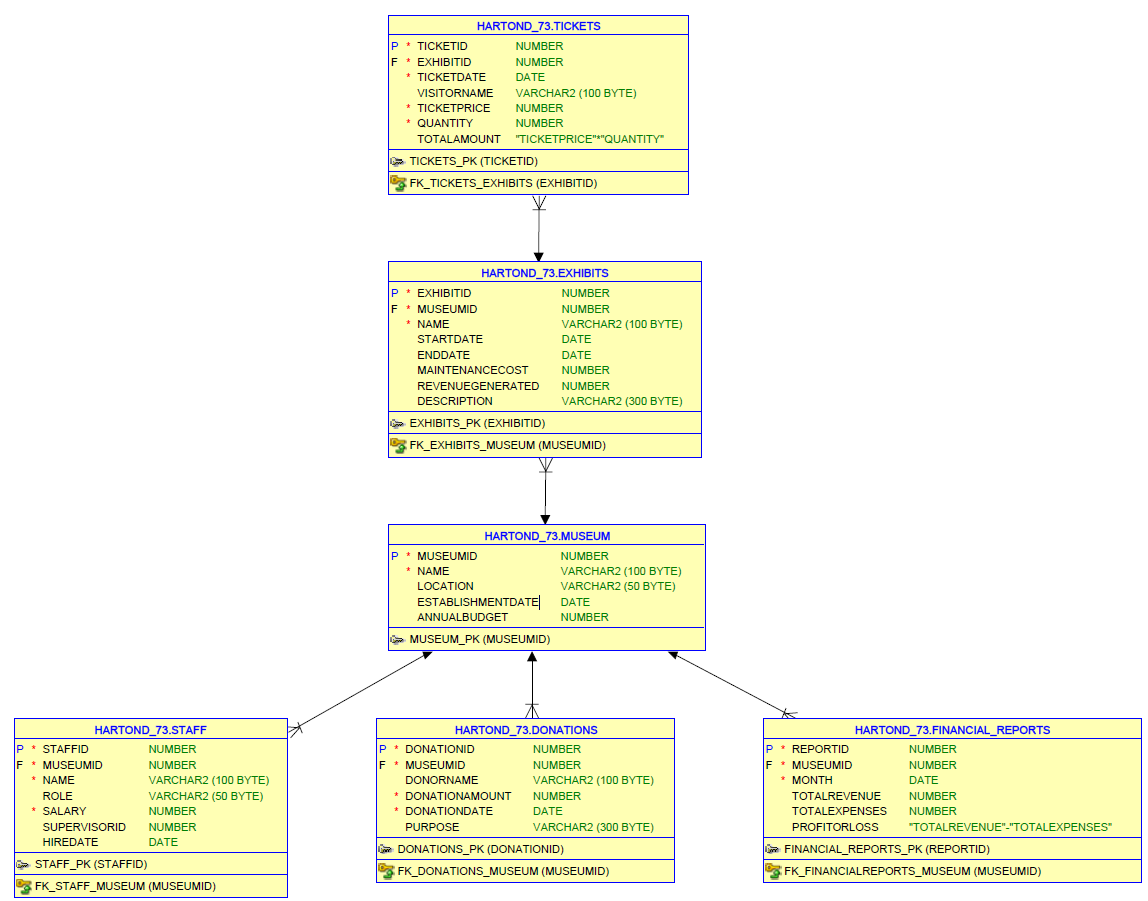 HARTOND_73.TICKETS
P * TICKETID NUMBER
F * EXHIBITID NUMBER
* TICKETDATE DATE
VISITORNAME VARCHAR2 (100 BYTE)
* TICKETPRICE NUMBER
* QUANTITY NUMBER
TOTALAMOUNT "TICKETPRICE"*"QUANTITY"
TICKETS_PK (TICKETID)
FK_TICKETS_EXHIBITS (EXHIBITID)
HARTOND_73.EXHIBITS
P * EXHIBITID NUMBER
F * MUSEUMID NUMBER
* NAME VARCHAR2 (100 BYTE)
STARTDATE DATE
ENDDATE DATE
MAINTENANCECOST NUMBER
REVENUEGENERATED NUMBER
DESCRIPTION VARCHAR2 (300 BYTE)
EXHIBITS_PK (EXHIBITID)
FK_EXHIBITS_MUSEUM (MUSEUMID)
HARTOND_73.MUSEUM
P * MUSEUMID NUMBER
* NAME VARCHAR2 (100 BYTE)
LOCATION VARCHAR2 (50 BYTE)
ESTABLISHMENTDATE DATE
ANNUALBUDGET NUMBER
MUSEUM_PK (MUSEUMID)
HARTOND_73.STAFF
P * STAFFID NUMBER
F * MUSEUMID NUMBER
* NAME VARCHAR2 (100 BYTE)
ROLE VARCHAR2 (50 BYTE)
* SALARY NUMBER
SUPERVISORID NUMBER
HIREDATE DATE
STAFF_PK (STAFFID)
FK_STAFF_MUSEUM (MUSEUMID)
HARTOND_73.DONATIONS
P * DONATIONID NUMBER
F * MUSEUMID NUMBER
DONORNAME VARCHAR2 (100 BYTE)
* DONATIONAMOUNT NUMBER
* DONATIONDATE DATE
PURPOSE VARCHAR2 (300 BYTE)
DONATIONS_PK (DONATIONID)
FK_DONATIONS_MUSEUM (MUSEUMID)
HARTOND_73.FINANCIAL_REPORTS
P * REPORTID NUMBER
F * MUSEUMID NUMBER
* MONTH DATE
TOTALREVENUE NUMBER
TOTALEXPENSES NUMBER
PROFITORLOSS "TOTALREVENUE"-"TOTALEXPENSES"
FINANCIAL_REPORTS_PK (REPORTID)
FK_FINANCIALREPORTS_MUSEUM (MUSEUMID)